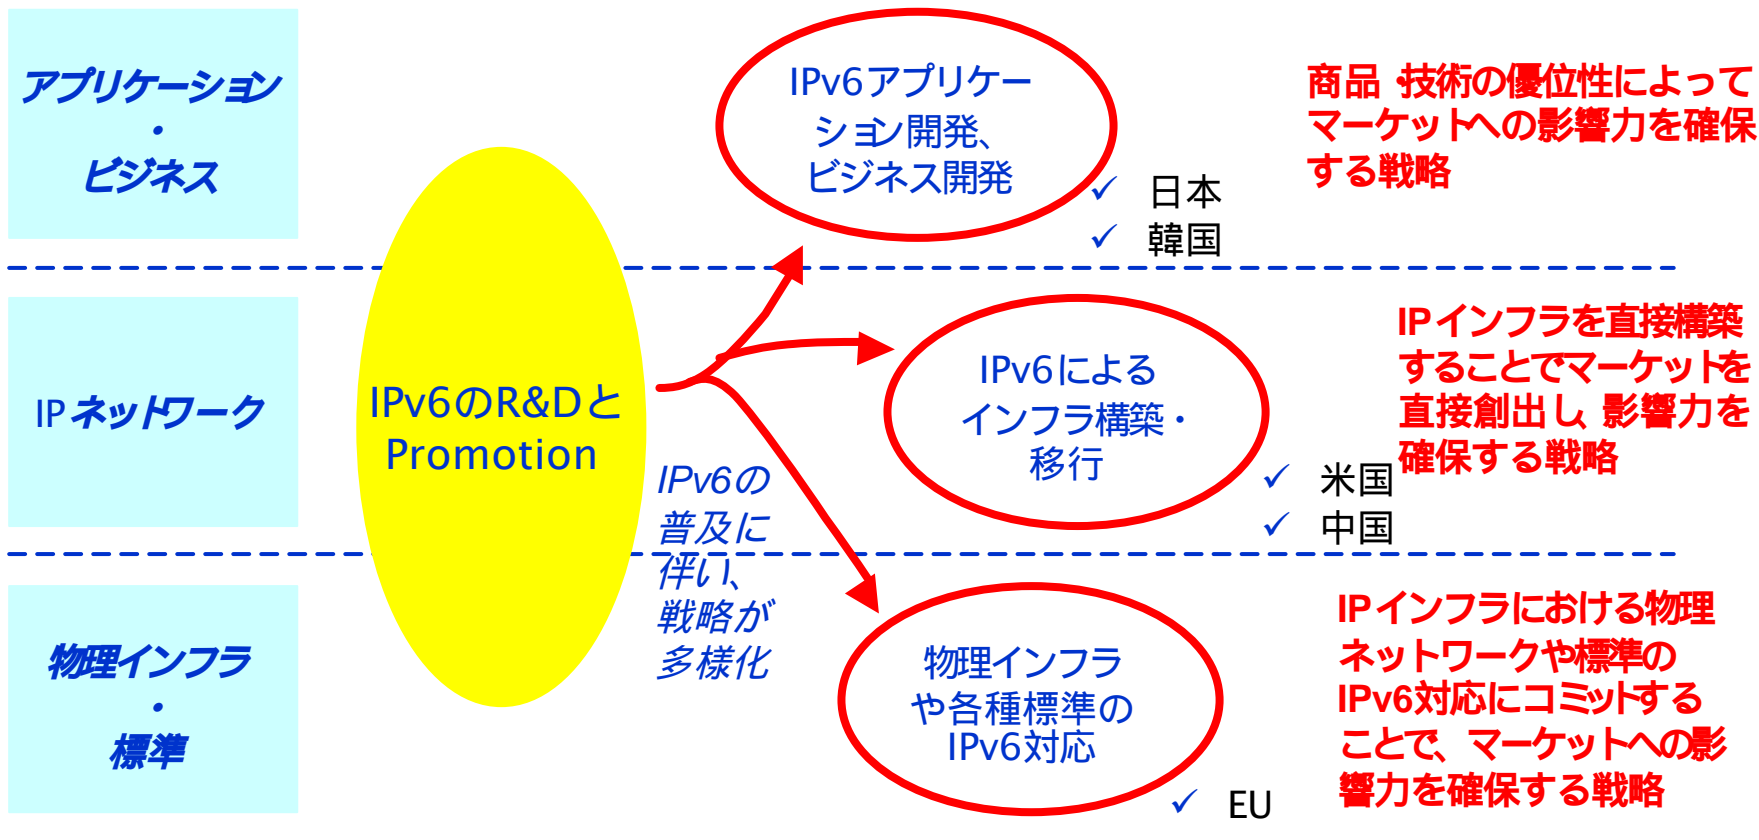 アプリケーション
・
ビジネス
IPv6アプリケー
ション開発、
ビジネス開発
✓ 日本
✓ 韓国
商品・技術の優位性によって
マーケットへの影響力を確保
する戦略
IPネットワーク
IPv6のR&Dと
Promotion
IPv6の
普及に
伴い、
戦略が
多様化
IPv6による
インフラ構築・
移行
✓ 米国
✓ 中国
IPインフラを直接構築
することでマーケットを
直接創出し、影響力を
確保する戦略
物理インフラ
・
標準
物理インフラ
や各種標準の
IPv6対応
✓ EU
IPインフラにおける物理
ネットワークや標準の
IPv6対応にコミットする
ことで、マーケットへの影
響力を確保する戦略